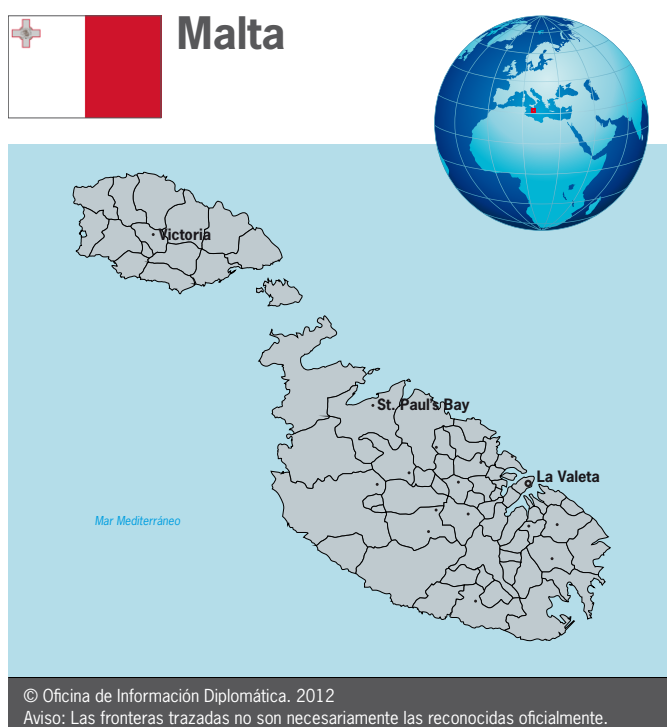 Malta
Victoria
St. Paul's Bay
La Valeta
Mar Mediterráneo
© Oficina de Información Diplomática. 2012
Aviso: Las fronteras trazadas no son necesariamente las reconocidas oficialmente.